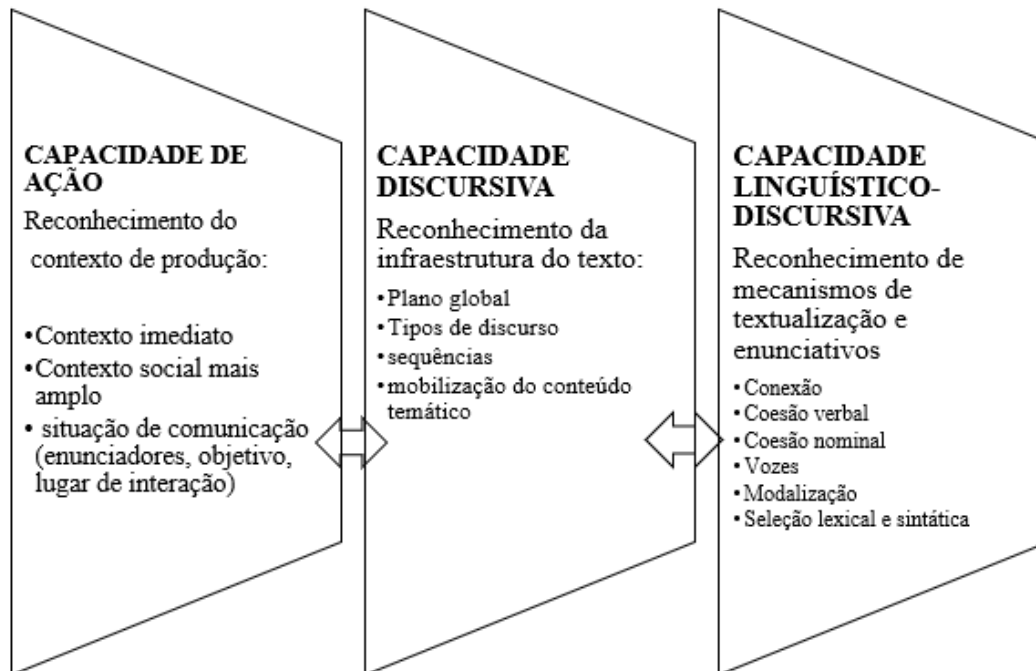 CAPACIDADE DE
AÇÃO
Reconhecimento do
contexto de produção:
•Contexto imediato
•Contexto social mais
amplo
• situação de comunicação
(enunciadores, objetivo,
lugar de interação)
CAPACIDADE
DISCURSIVA
Reconhecimento da
infraestrutura do texto:
•Plano global
•Tipos de discurso
•sequências
•mobilização do conteúdo
temático
CAPACIDADE
LINGUÍSTICO-
DISCURSIVA
Reconhecimento de
mecanismos de
textualização e
enunciativos
•Conexão
•Coesão verbal
•Coesão nominal
•Vozes
•Modalização
•Seleção lexical e sintática